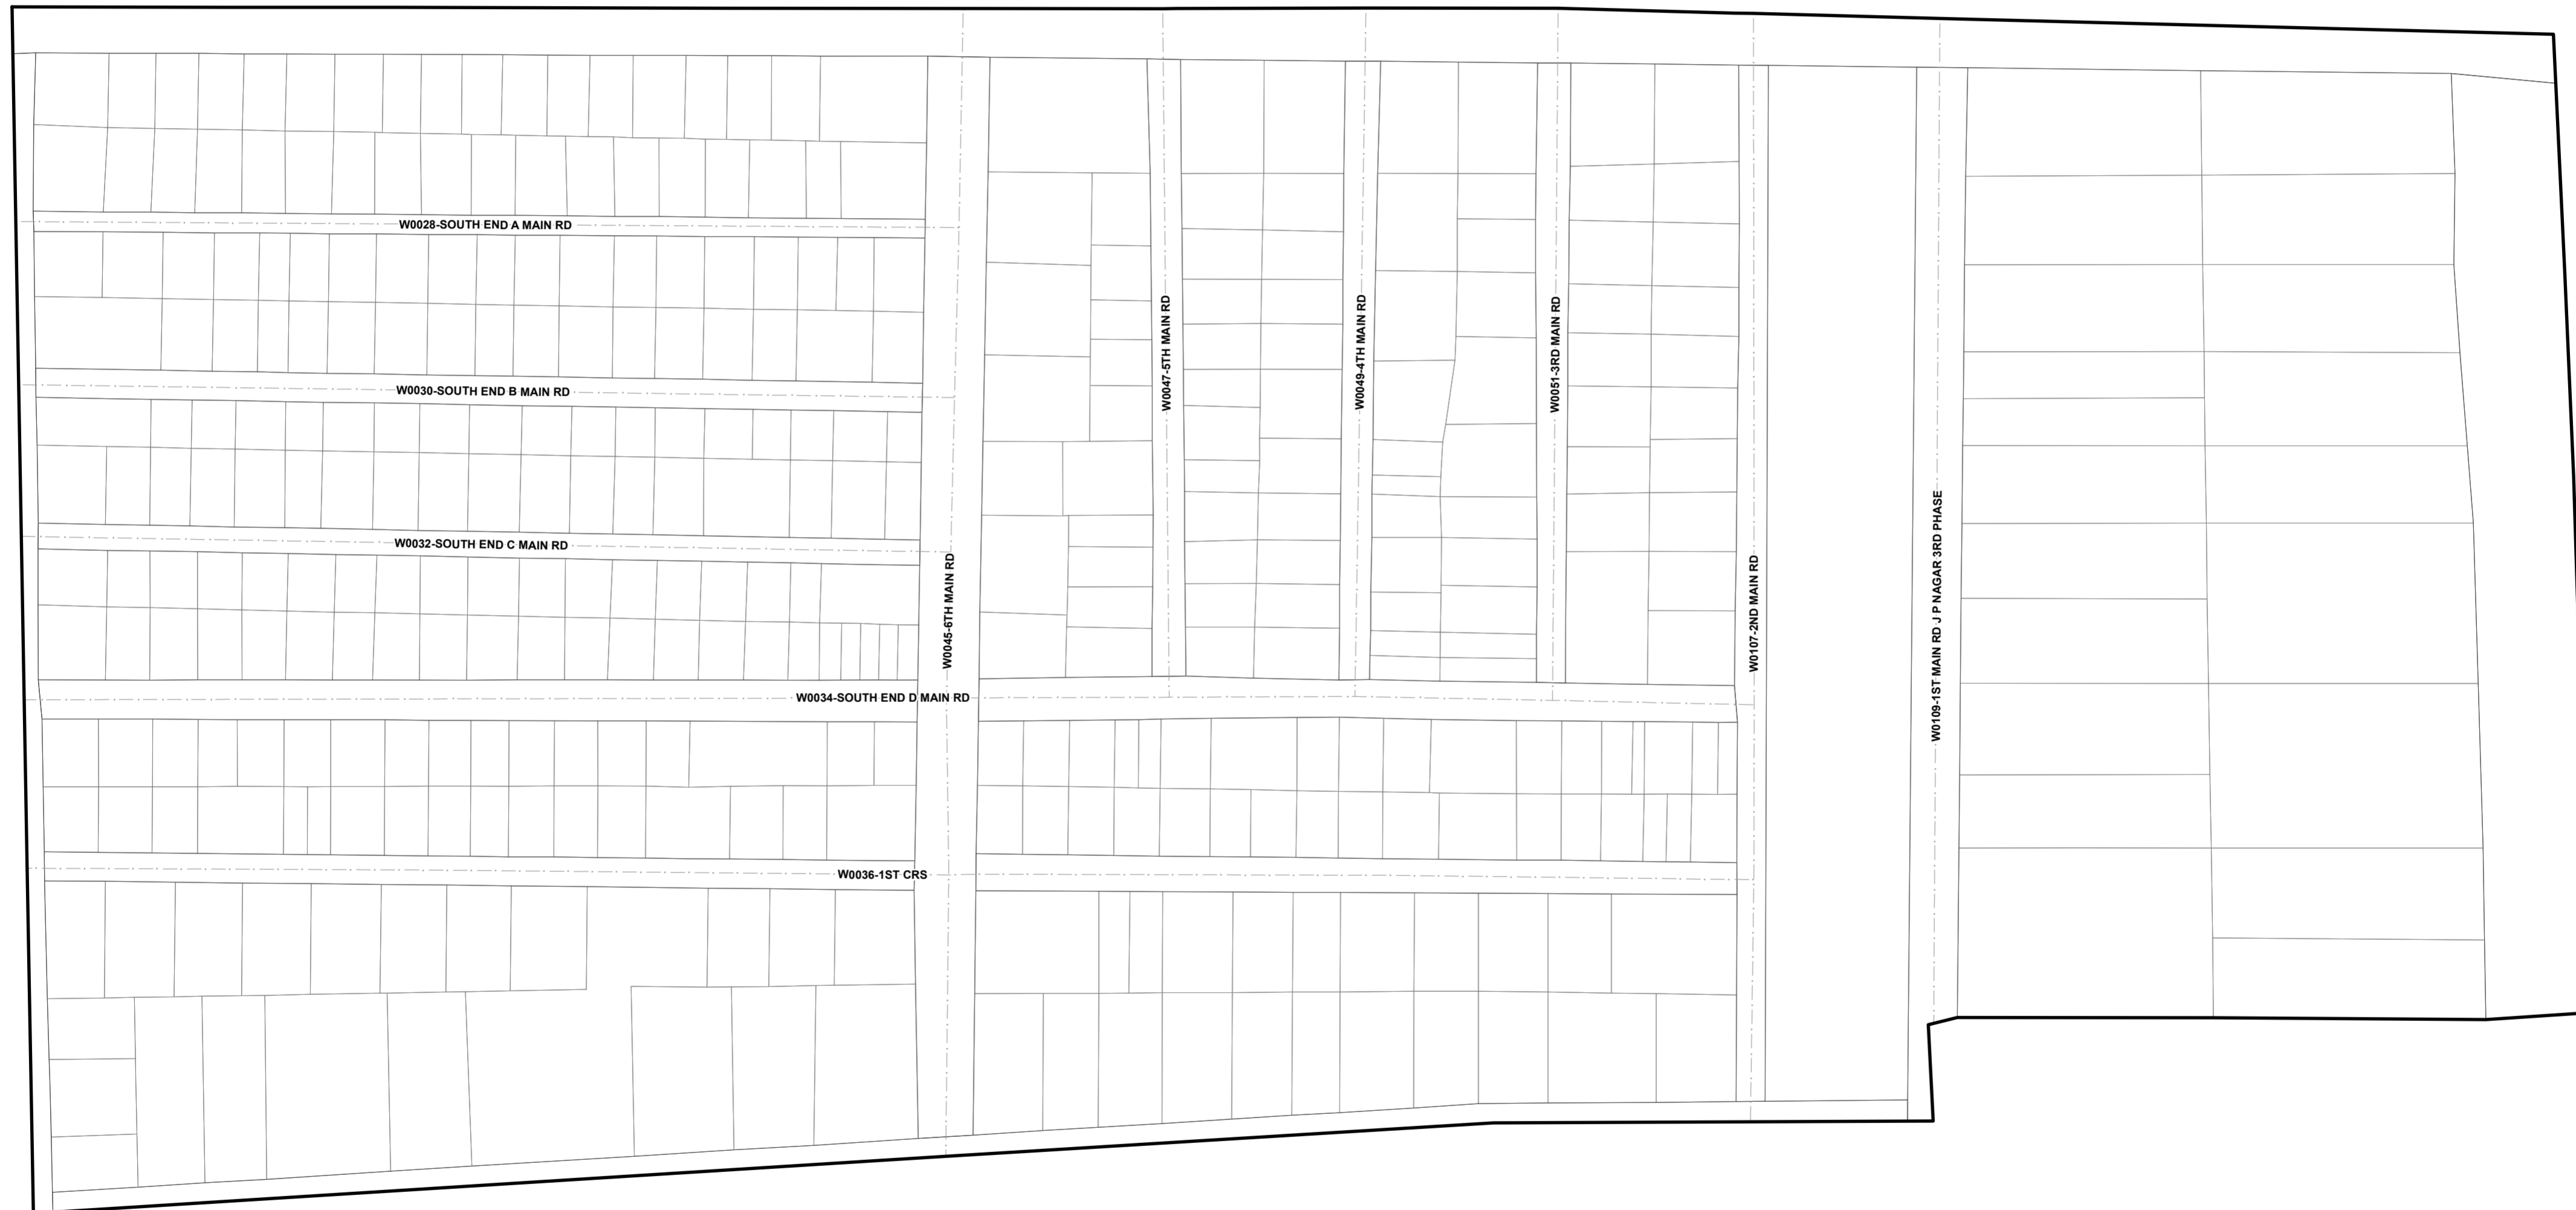 W0028-SOUTH END A MAIN RD
W0047-5TH MAIN RD
W0049-4TH MAIN RD
W0051-3RD MAIN RD
W0030-SOUTH END B MAIN RD
W0032-SOUTH END C MAIN RD
W0045-6TH MAIN RD
W0107-2ND MAIN RD
W0109-1ST MAIN RD J P NAGAR 3RD PHASE
W0034-SOUTH END D MAIN RD
W0036-1ST CRS